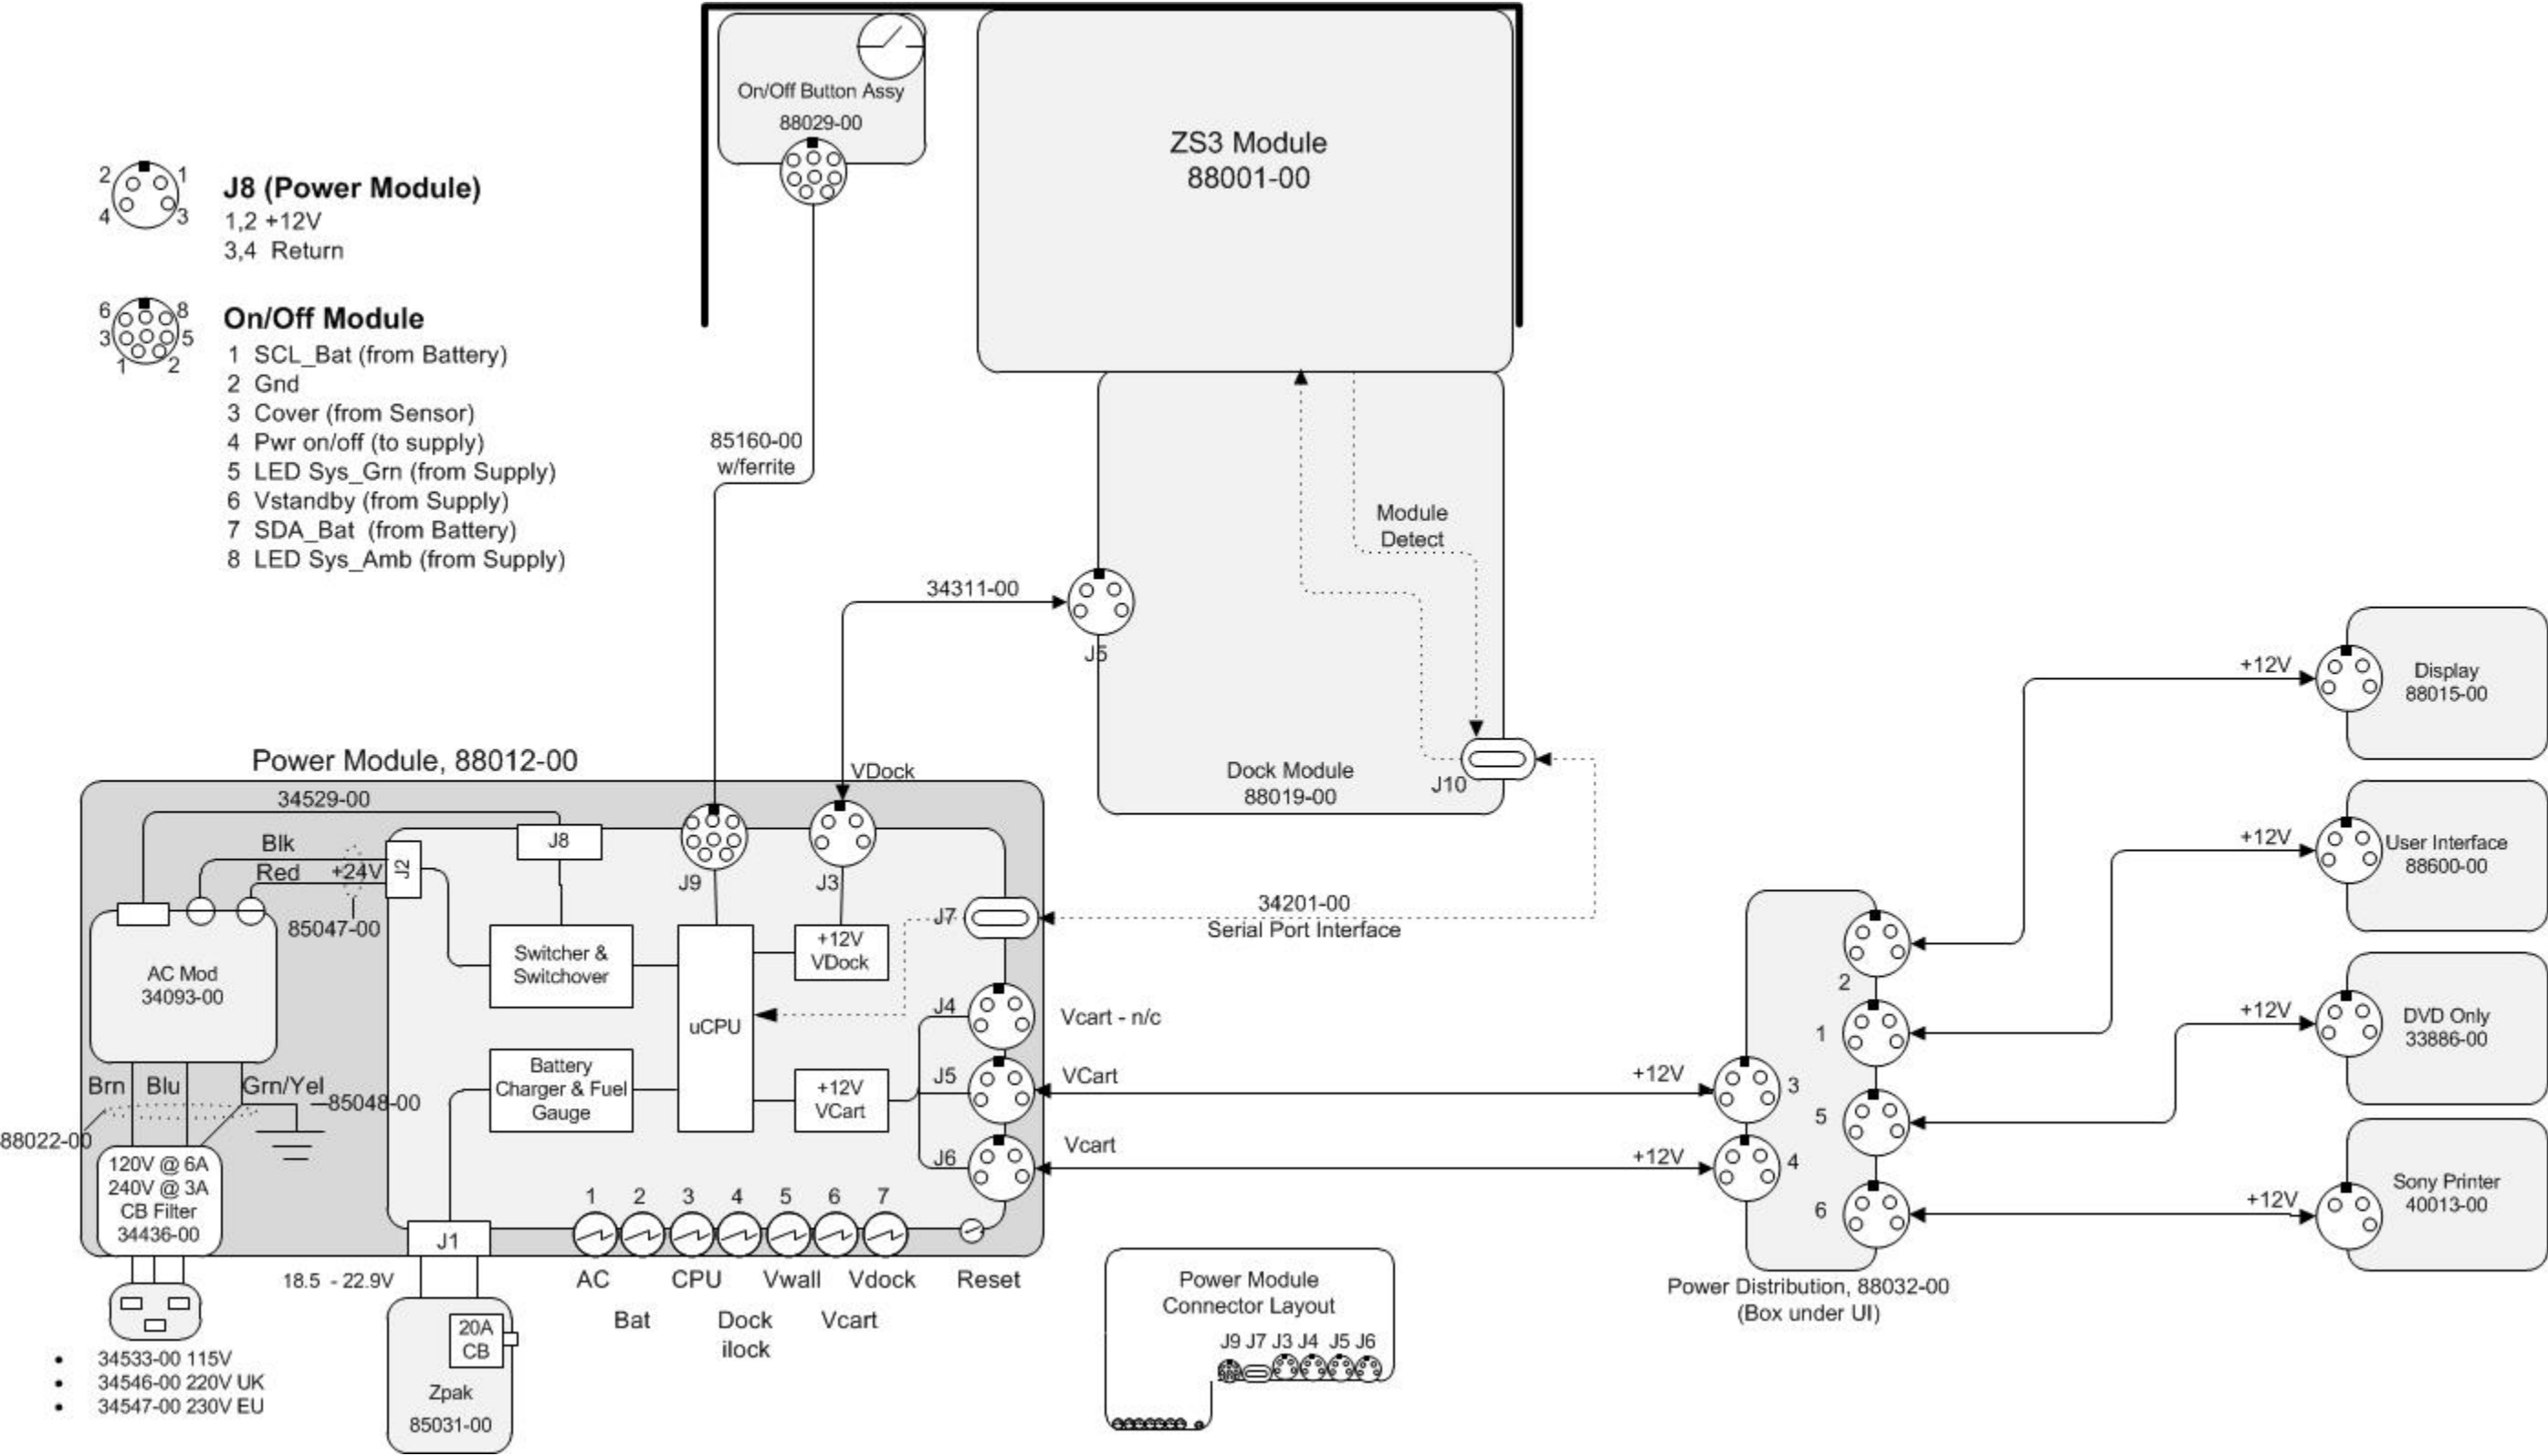 On/Off Button Assy
88029-00
ZS3 Module
88001-00
2
1
4
3
J8 (Power Module)
1,2 +12V
3,4 Return
6
8
3
5
1
2
On/Off Module
1 SCL_Bat (from Battery)
2 Gnd
3 Cover (from Sensor)
4 Pwr on/off (to supply)
5 LED Sys_Grn (from Supply)
6 Vstandby (from Supply)
7 SDA_Bat (from Battery)
8 LED Sys_Amb (from Supply)
85160-00
w/ferrite
Module
Detect
34311-00
J5
Dock Module
88019-00
J10
VDock
Power Module, 88012-00
34529-00
Blk
Red
+24V
J2
J8
J9
J3
85047-00
AC Mod
34093-00
Switcher &
Switchover
uCPU
+12V
VDock
J7
34201-00
Serial Port Interface
J4
Vcart - n/c
Battery
Charger & Fuel
Gauge
+12V
VCart
J5
VCart
+12V
J6
Vcart
+12V
Brn
Blu
Grn/Yel
85048-00
88022-00
120V @ 6A
240V @ 3A
CB Filter
34436-00
J1
1 2 3 4 5 6 7
AC
CPU
Vwall
Vdock
Reset
Bat
Dock
ilock
Vcart
18.5 - 22.9V
20A
CB
Zpak
85031-00
• 34533-00 115V
• 34546-00 220V UK
• 34547-00 230V EU
Power Module
Connector Layout
J9 J7 J3 J4 J5 J6
2
1
3
5
4
6
Power Distribution, 88032-00
(Box under UI)
+12V
Display
88015-00
+12V
User Interface
88600-00
+12V
DVD Only
33886-00
+12V
Sony Printer
40013-00